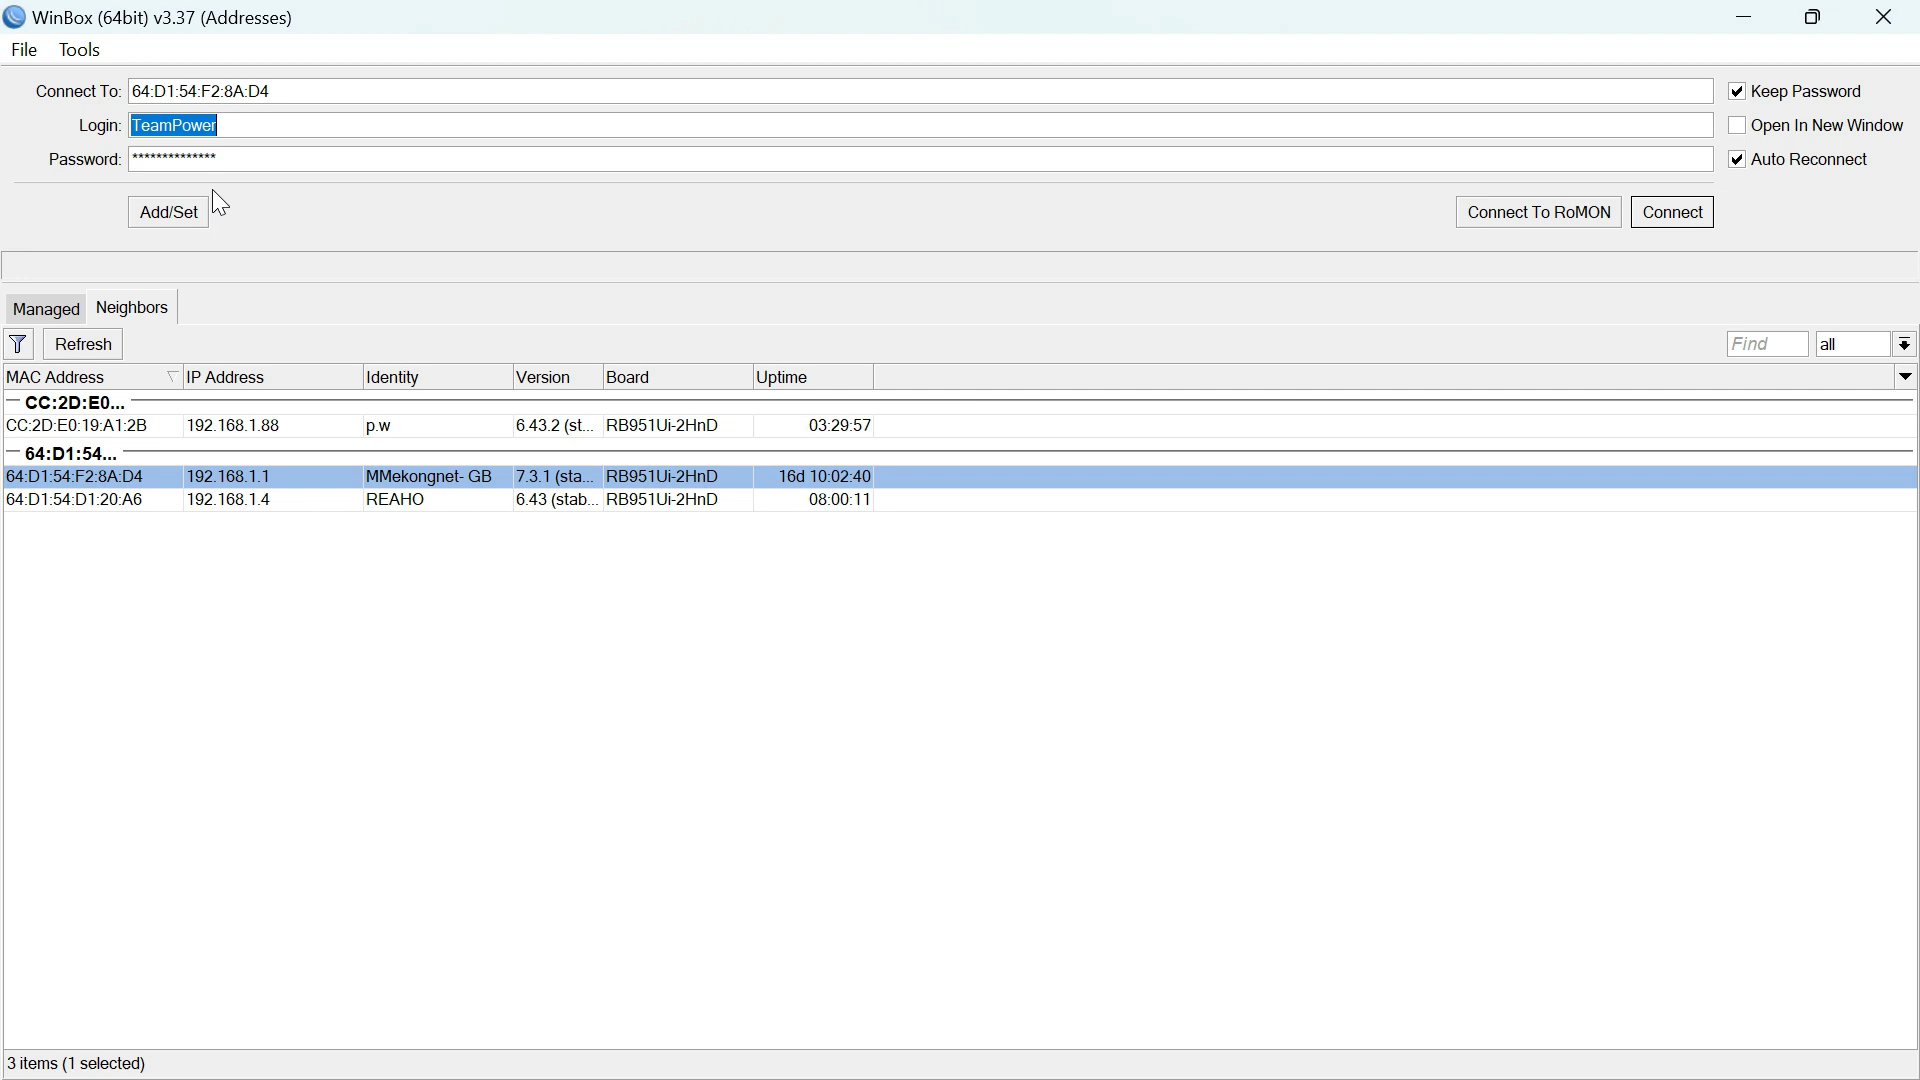 WinBox (64bit) v3.37 (Addresses)
File Tools
Connect To: 64:D1:54:F2:8A:D4
Keep Password
Login: TeamPower
Open In New Window
Password: **************
Auto Reconnect
Add/Set
Connect To RoMON
Connect
Managed
Neighbors
Refresh
Find
all
MAC Address IP Address Identity Version Board Uptime
CC:2D:E0...
CC:2D:E0:19:A1:2B 192.168.1.88 p.w 6.43.2 (st... RB951Ui-2HnD 03:29:57
64:D1:54...
64:D1:54:F2:8A:D4 192.168.1.1 MMekongnet- GB 7.3.1 (sta... RB951Ui-2HnD 16d 10:02:40
64:D1:54:D1:20:A6 192.168.1.4 REAHO 6.43 (stab... RB951Ui-2HnD 08:00:11
3 items (1 selected)